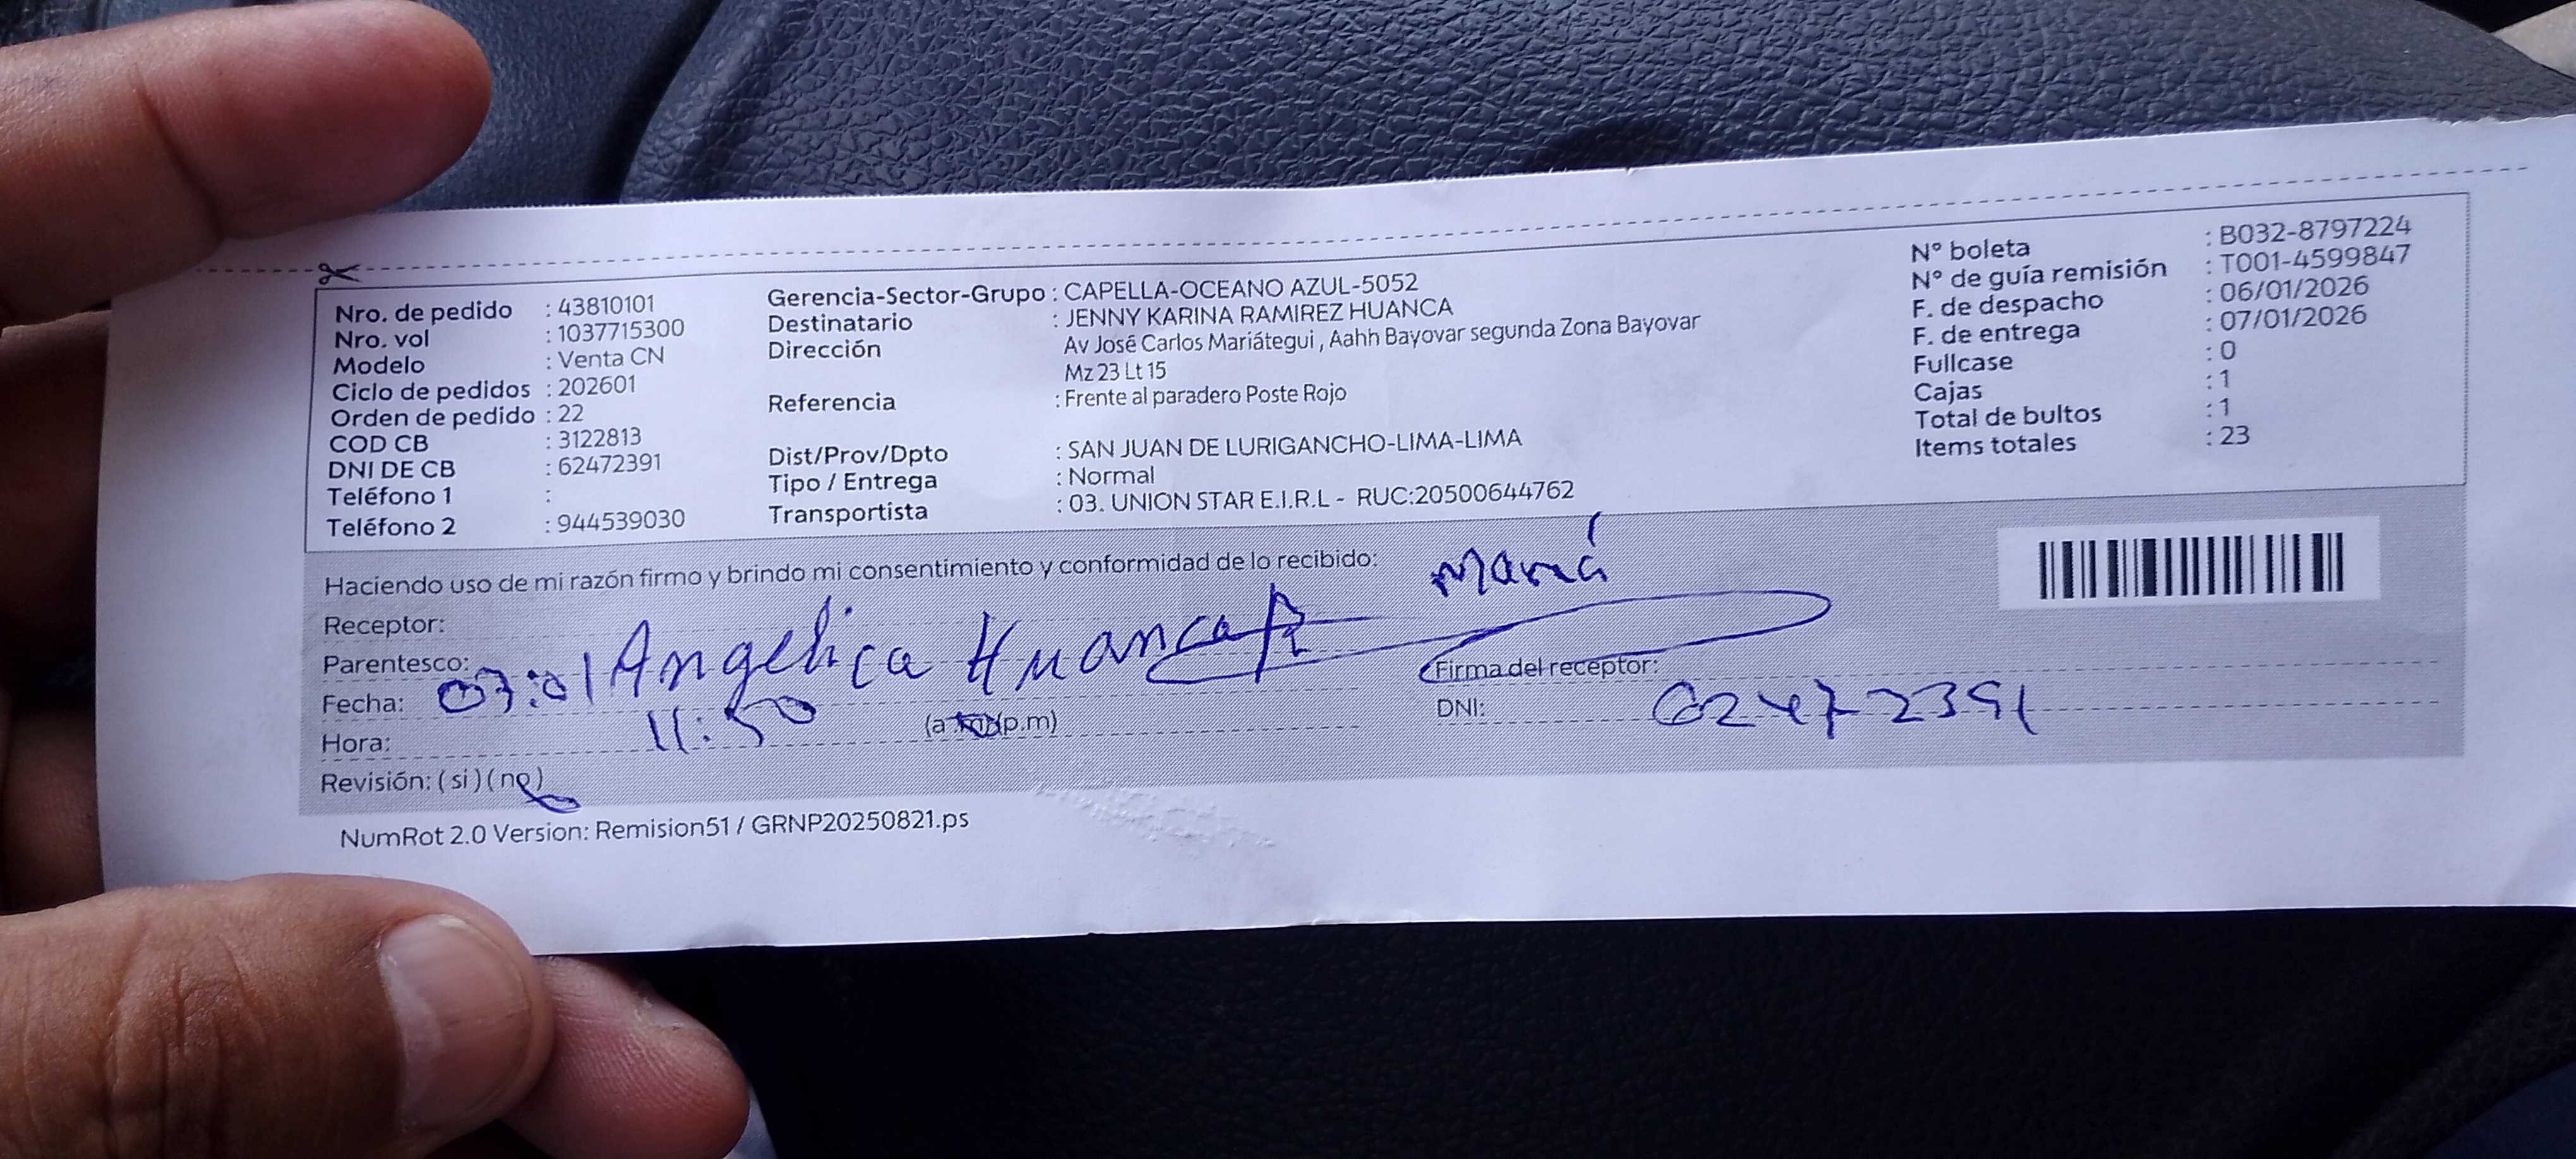 Nro. de pedido : 43810101
Nro. vol : 1037715300
Modelo : Venta CN
Ciclo de pedidos : 202601
Orden de pedido : 22
COD CB : 3122813
DNI DE CB : 62472391
Teléfono 1 :
Teléfono 2 : 944539030
Gerencia-Sector-Grupo : CAPELLA-OCEANO AZUL-5052
Destinatario : JENNY KARINA RAMIREZ HUANCA
Dirección Av José Carlos Mariátegui , Aahh Bayovar segunda Zona Bayovar
Mz 23 Lt 15
Referencia : Frente al paradero Poste Rojo
Dist/Prov/Dpto : SAN JUAN DE LURIGANCHO-LIMA-LIMA
Tipo / Entrega : Normal
Transportista : 03. UNION STAR E.I.R.L - RUC:20500644762
N° boleta : B032-8797224
N° de guía remisión : T001-4599847
F. de despacho : 06/01/2026
F. de entrega : 07/01/2026
Fullcase : 0
Cajas : 1
Total de bultos : 1
Items totales : 23
Haciendo uso de mi razón firmo y brindo mi consentimiento y conformidad de lo recibido:
Receptor: Angelica Huanca
Parentesco:
Fecha: 07:01
Hora: 11:50 (a.m)(p.m)
Revisión: (si) (no)
Firma del receptor:
DNI: 62472391
NumRot 2.0 Version: Remision51 / GRNP20250821.ps